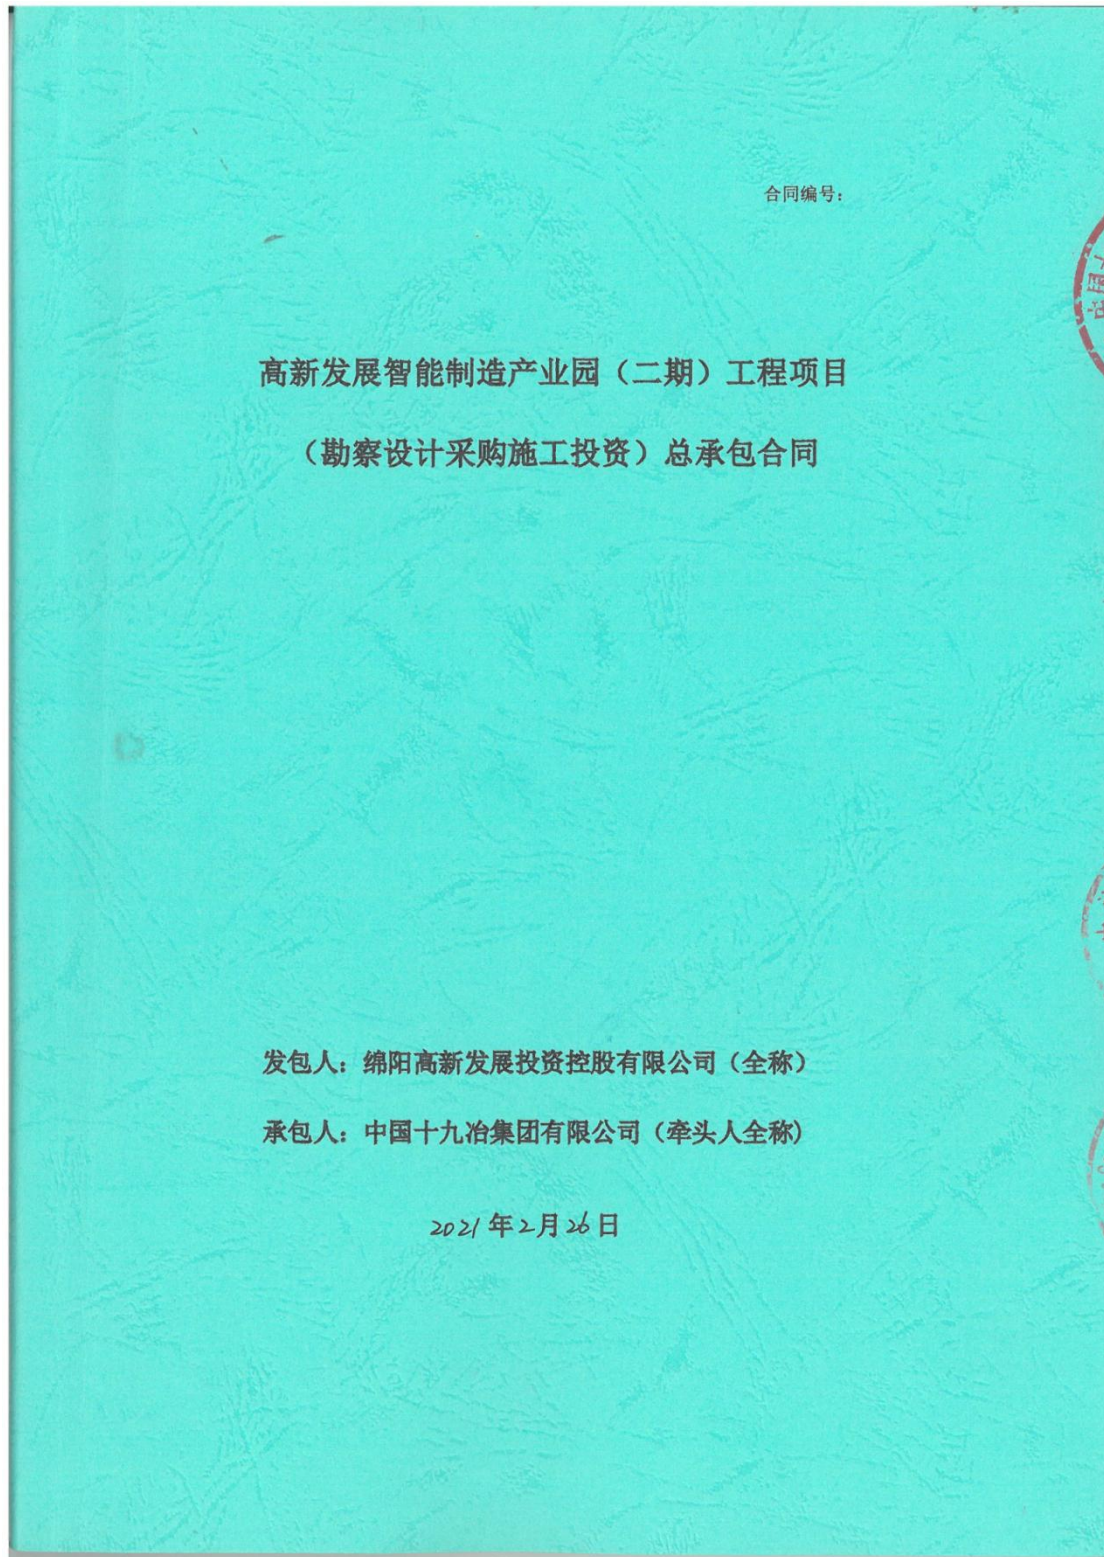 合同编号：
高新发展智能制造产业园（二期）工程项目
（勘察设计采购施工投资）总承包合同
发包人：绵阳高新发展投资控股有限公司（全称）
承包人：中国十九冶集团有限公司（牵头人全称)
2021年2月26日
中国十